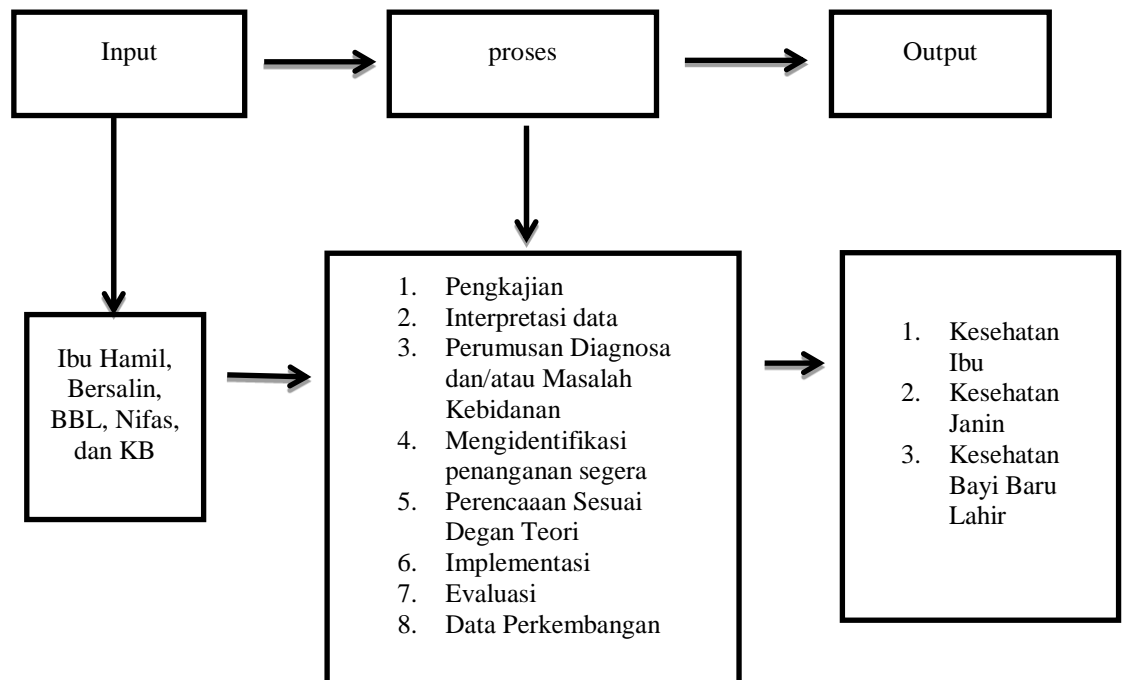 Input
proses
Output
Ibu Hamil,
Bersalin,
BBL, Nifas,
dan KB
1. Pengkajian
2. Interpretasi data
3. Perumusan Diagnosa
dan/atau Masalah
Kebidanan
4. Mengidentifikasi
penanganan segera
5. Perencaaan Sesuai
Degan Teori
6. Implementasi
7. Evaluasi
8. Data Perkembangan
1. Kesehatan
Ibu
2. Kesehatan
Janin
3. Kesehatan
Bayi Baru
Lahir